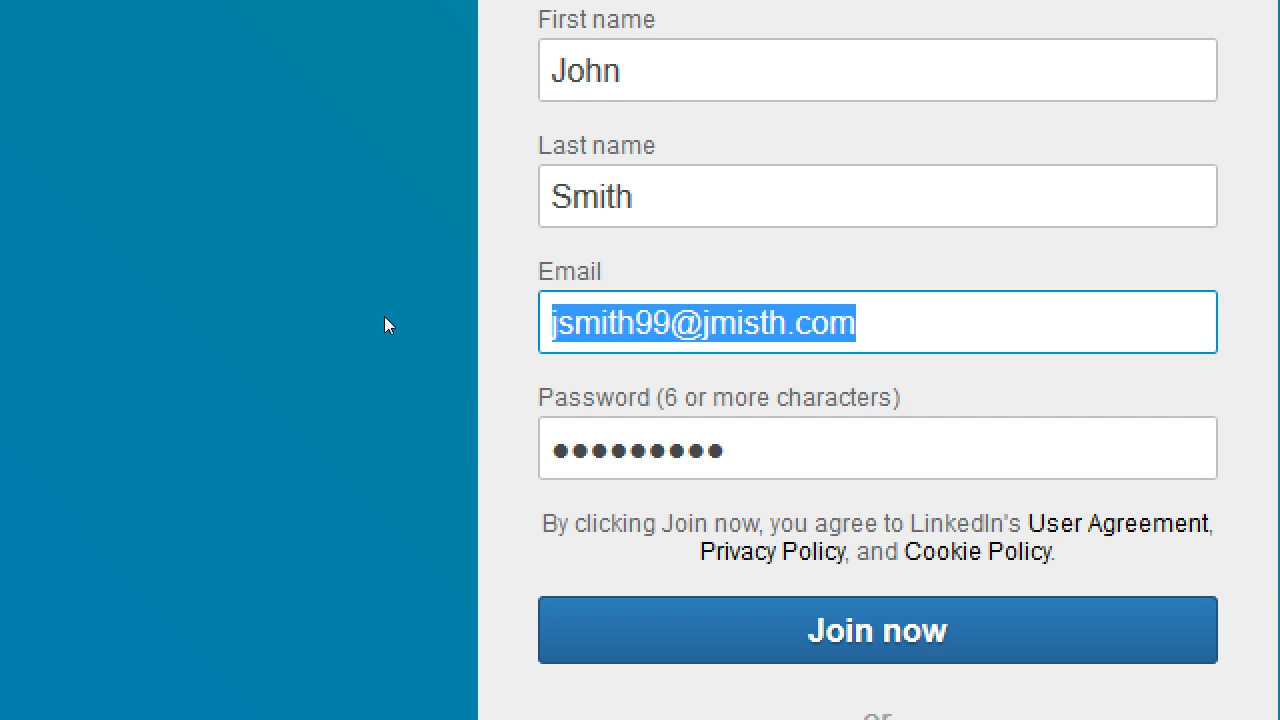 First name
John
Last name
Smith
Email
jsmith99@jmisth.com
Password (6 or more characters)
●●●●●●●●●
By clicking Join now, you agree to LinkedIn's User Agreement,
Privacy Policy, and Cookie Policy.
Join now
or